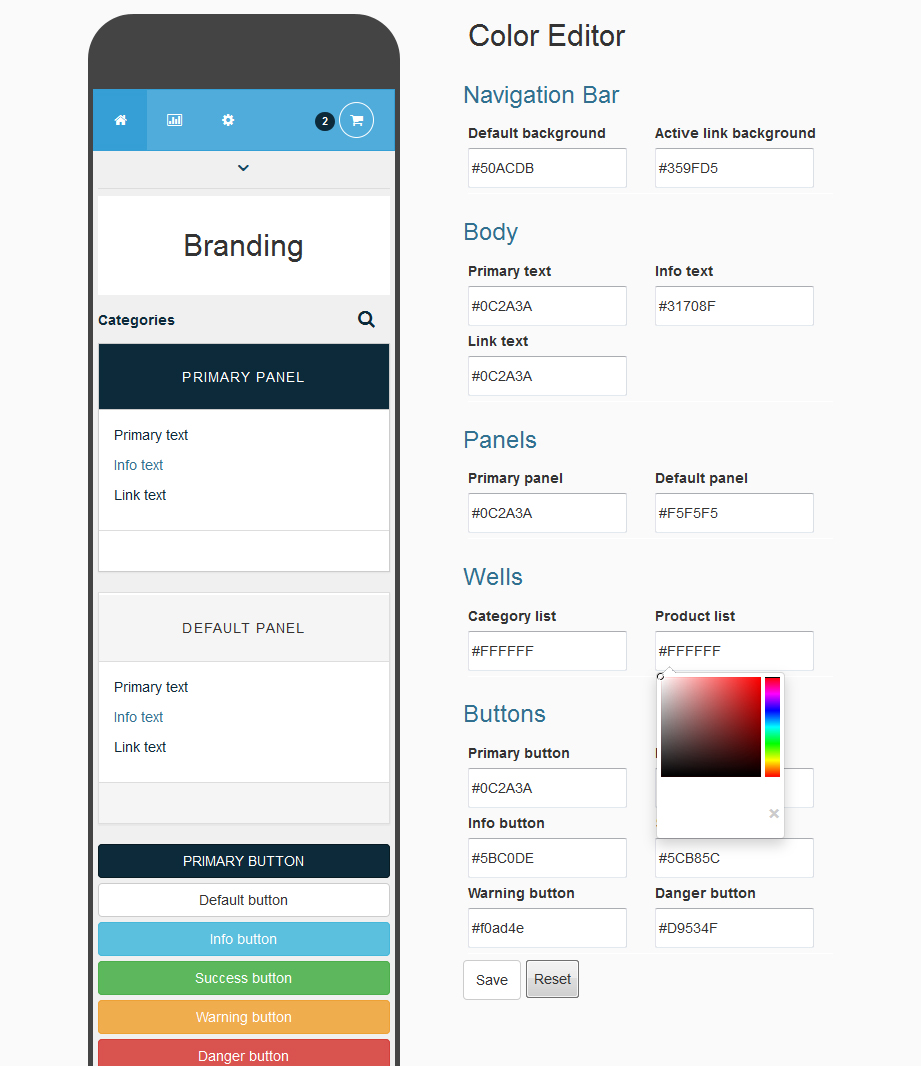 2
Branding
Categories
PRIMARY PANEL
Primary text
Info text
Link text
DEFAULT PANEL
Primary text
Info text
Link text
PRIMARY BUTTON
Default button
Info button
Success button
Warning button
Danger button
Color Editor
Navigation Bar
Default background Active link background
#50ACDB #359FD5
Body
Primary text Info text
#0C2A3A #31708F
Link text
#0C2A3A
Panels
Primary panel Default panel
#0C2A3A #F5F5F5
Wells
Category list Product list
#FFFFFF #FFFFFF
Buttons
Primary button
#0C2A3A
×
Info button
#5BC0DE #5CB85C
Warning button Danger button
#f0ad4e #D9534F
Save Reset